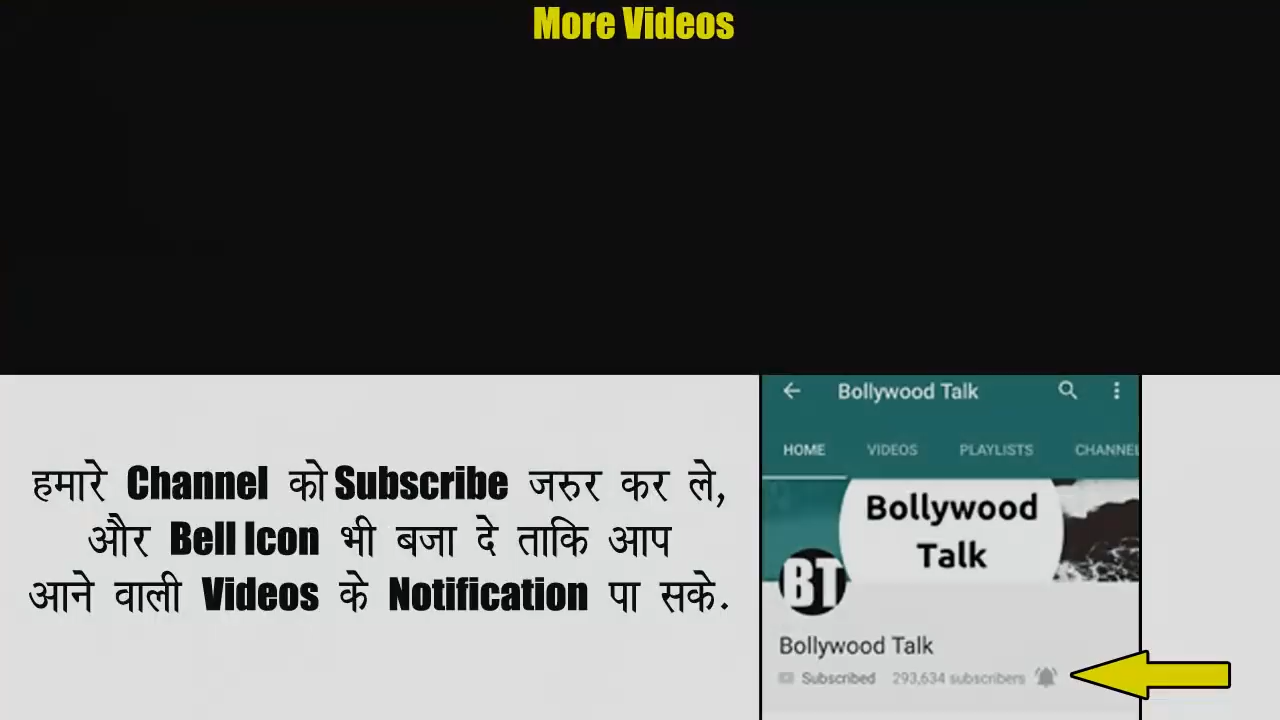 More Videos
हमारे Channel को Subscribe जरुर कर ले,
और Bell Icon भी बजा दे ताकि आप
आने वाली Videos के Notification पा सके.
Bollywood Talk
HOME VIDEOS PLAYLISTS CHANNEL
Bollywood
Talk
BT
Bollywood Talk
Subscribed 293,634 subscribers